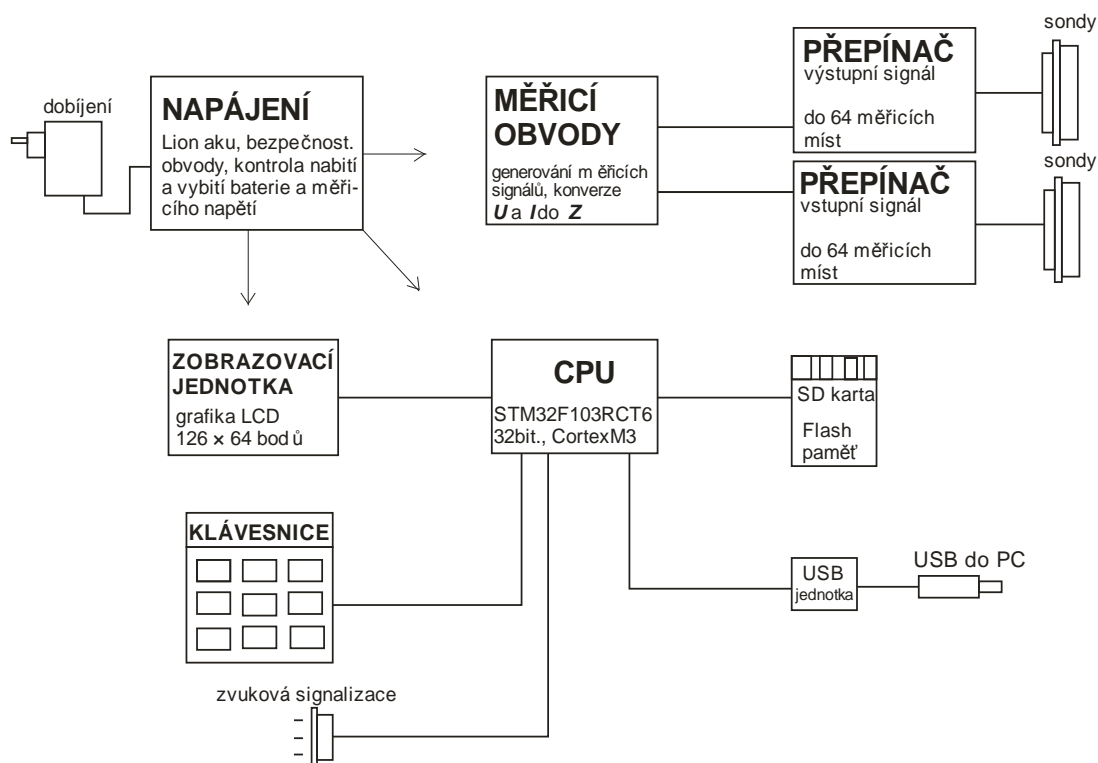 dobíjení
NAPÁJENÍ
Lion aku, bezpečnost.
obvody, kontrola nabití
a vybití baterie a měři-
cího napětí
MĚŘICÍ
OBVODY
generování měřicích
signálů, konverze
U a I do Z
PŘEPÍNAČ
výstupní signál
do 64 měřicích
míst
sondy
PŘEPÍNAČ
vstupní signál
do 64 měřicích
míst
sondy
ZOBRAZOVACÍ
JEDNOTKA
grafika LCD
126 × 64 bodů
CPU
STM32F103RCT6
32bit., CortexM3
SD karta
Flash
paměť
KLÁVESNICE
USB
jednotka
USB do PC
zvuková signalizace